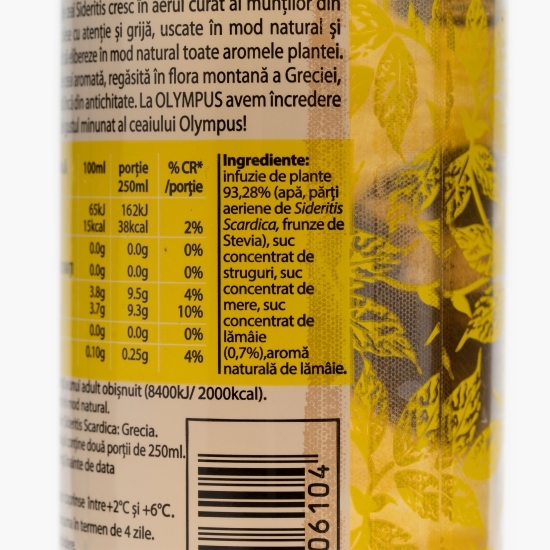 Sideritis cresc în aerul curat al munților din
cu atenție și grijă, uscate în mod natural și
elibereze în mod natural toate aromele plantei.
aromată, regăsită în flora montană a Greciei,
din antichitate. La OLYMPUS avem încredere
minunat al ceaiului Olympus!
100ml porție 250ml %CR* /porție
65kJ 162kJ
15kcal 38kcal 2%
0.0g 0.0g 0%
0.0g 0.0g 0%
3.8g 9.5g 4%
3.7g 9.3g 10%
0.0g 0.0g 0%
0.10g 0.25g 4%
Ingrediente:
infuzie de plante
93,28% (apă, părți
aeriene de Sideritis
Scardica, frunze de
Stevia), suc
concentrat de
struguri, suc
concentrat de
mere, suc
concentrat de
lămâie
(0,7%),aromă
naturală de lămâie.
adult obișnuit (8400kJ/ 2000kcal).
mod natural.
Scardica: Grecia.
două porții de 250ml.
înainte de data
între+2°C și +6°C.
în termen de 4 zile.
06104